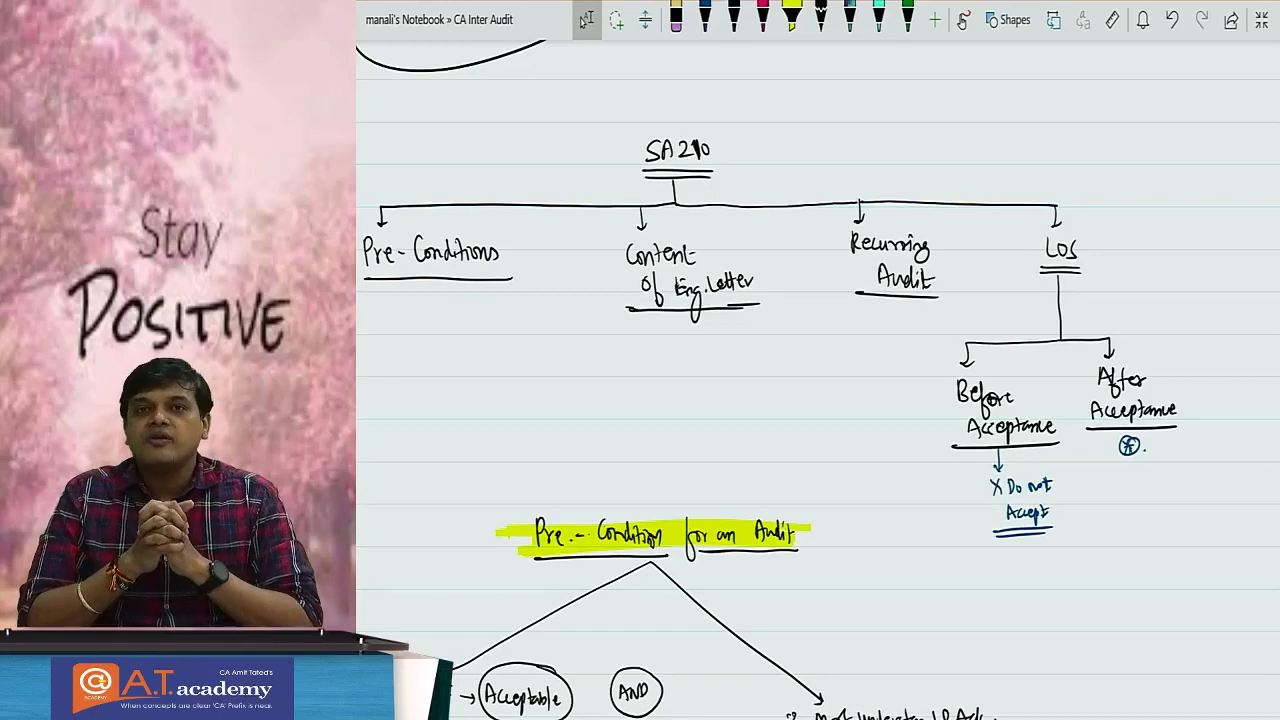 manali's Notebook » CA Inter Audit
Shapes
SA 210
Pre-Conditions
Content
Of Eng. Letter
Recurring
Audit
LOS
Before
Acceptance
After
Acceptance
X Do not
Accept
Pre.- Condition for an Audit
→ Acceptable
AND
Stay
POSITIVE
@
ACADEMY
CA Amit Tated's
A.T. academy
When concepts are clear 'CA' Prefix is near.